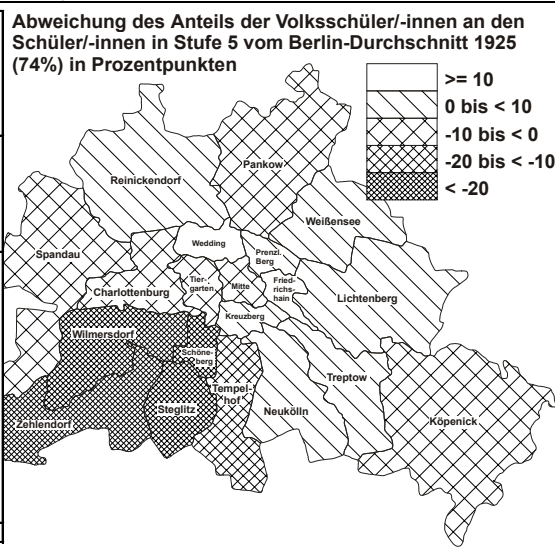 Abweichung des Anteils der Volksschüler/-innen an den
Schüler/-innen in Stufe 5 vom Berlin-Durchschnitt 1925
(74%) in Prozentpunkten
>= 10
0 bis < 10
-10 bis < 0
-20 bis < -10
< -20
Pankow
Reinickendorf
Weißensee
Wedding
Prenzl.
Berg
Spandau
Tier-
garten
Mitte
Fried-
richs-
hain
Charlottenburg
Lichtenberg
Kreuzberg
Wilmersdorf
Schöne-
berg
Treptow
Tempel-
hof
Steglitz
Neukölln
Zehlendorf
Köpenick